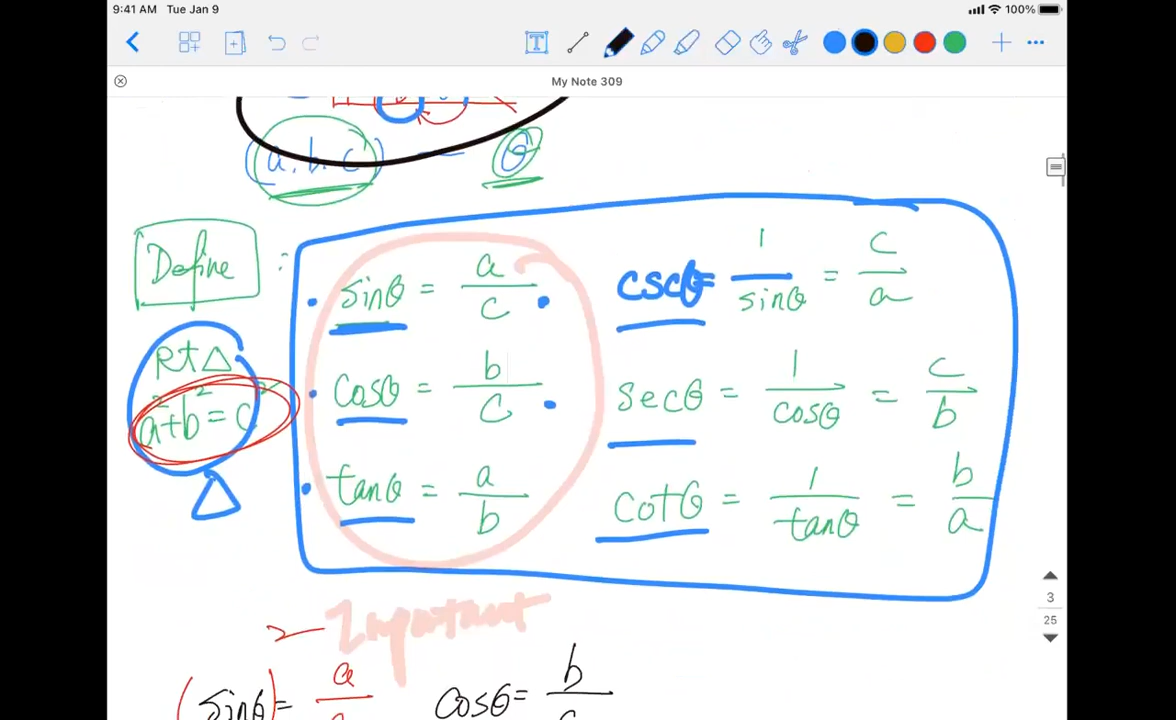 9:41 AM Tue Jan 9
100%
T
My Note 309
(a, b, c) — θ
Define :
sinθ = a/c
cscθ = 1/sinθ = c/a
Rt△
a²+b²=c²
cosθ = b/c
secθ = 1/cosθ = c/b
tanθ = a/b
cotθ = 1/tanθ = b/a
3
25
Important
(sinθ) = a
cosθ = b